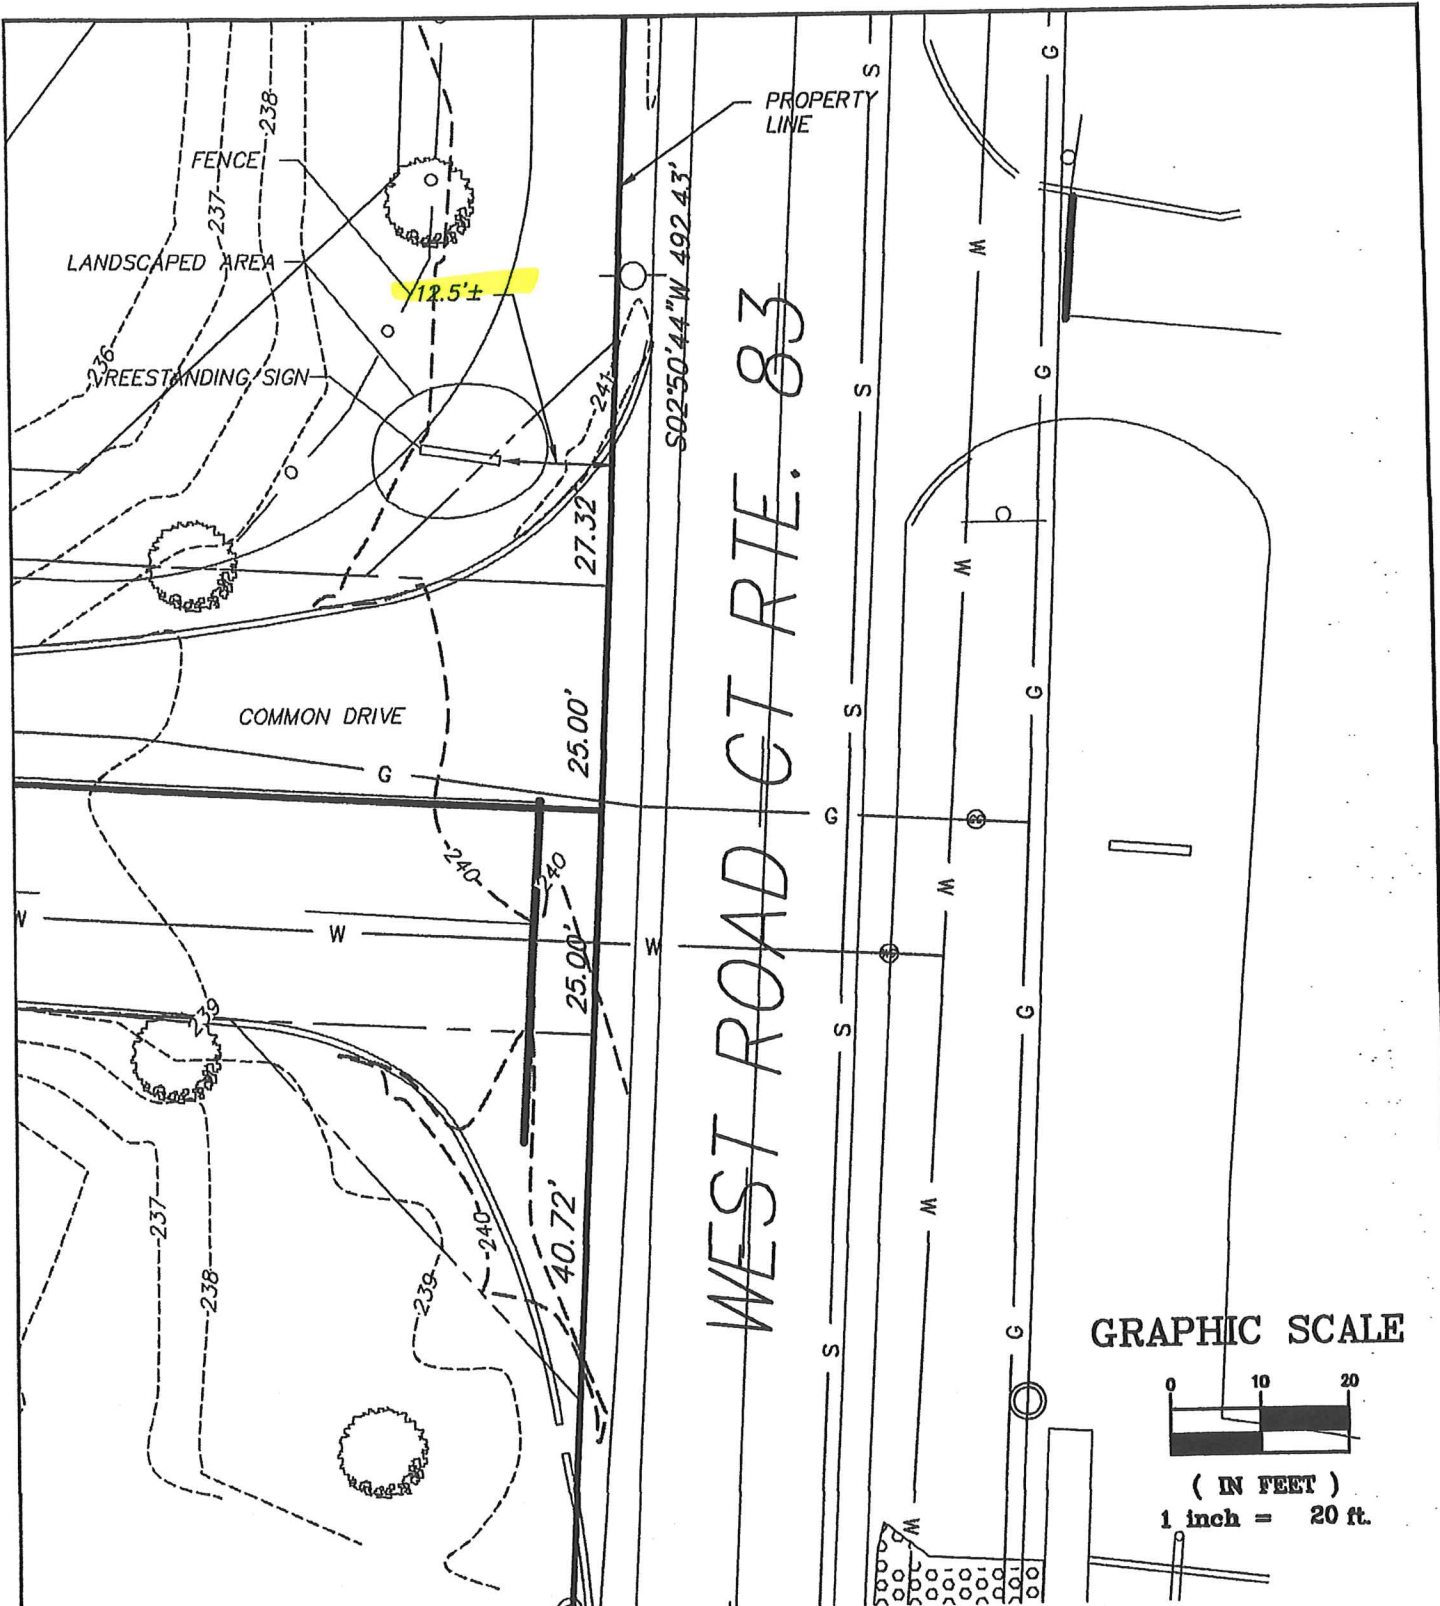 PROPERTY
LINE
238
FENCE
237
S02°50'44"W 492.43'
LANDSCAPED AREA
12.5'±
236
FREESTANDING SIGN
241
27.32
WEST ROAD CT RTE. 83
COMMON DRIVE
25.00'
G
G
240
240
W
W
W
25.00'
239
237
238
240
239
40.72'
S
S
S
S
S
W
W
W
W
W
G
G
G
G
G
GRAPHIC SCALE
0 10 20
( IN FEET )
1 inch = 20 ft.